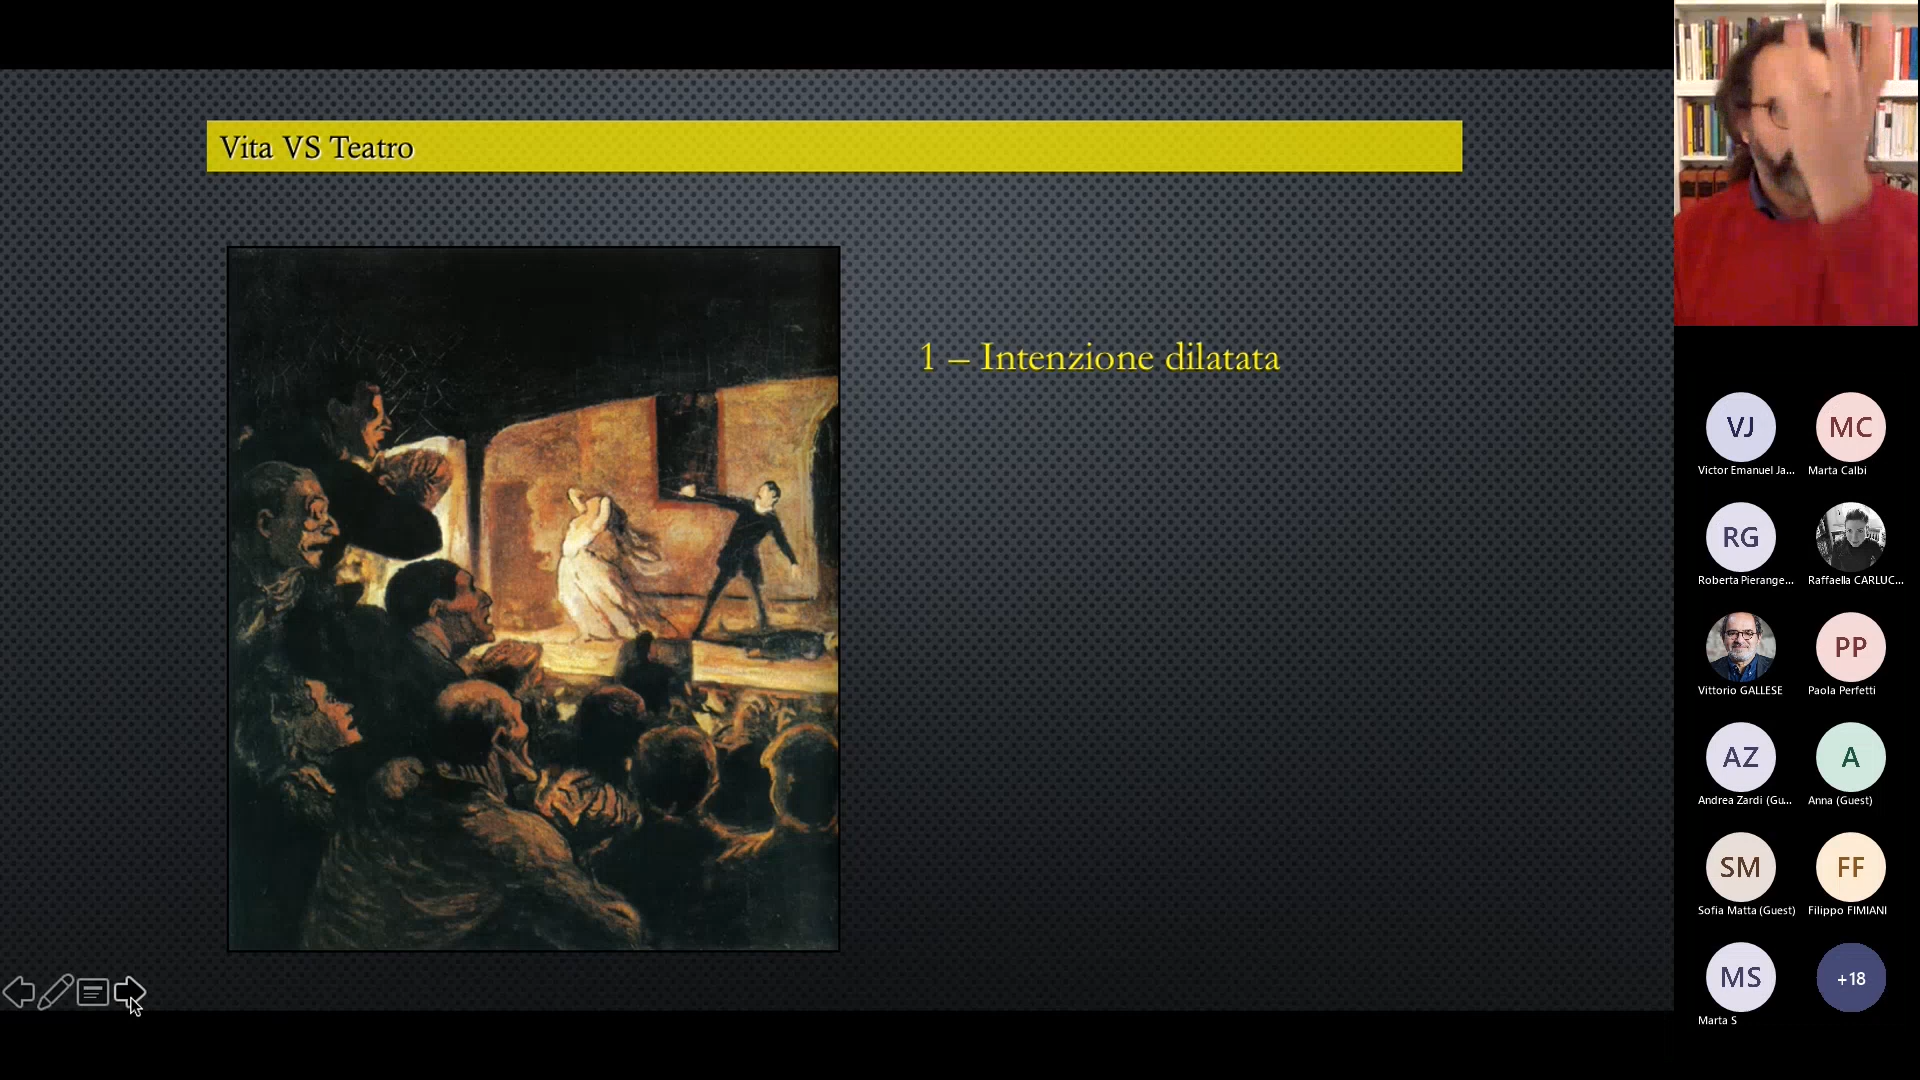 Vita VS Teatro
1 – Intenzione dilatata
VJ
Victor Emanuel Ja...
MC
Marta Calbi
RG
Roberta Pierange...
Raffaella CARLUC...
Vittorio GALLESE
PP
Paola Perfetti
AZ
Andrea Zardi (Gu...
A
Anna (Guest)
SM
Sofia Matta (Guest)
FF
Filippo FIMIANI
MS
Marta S
+18